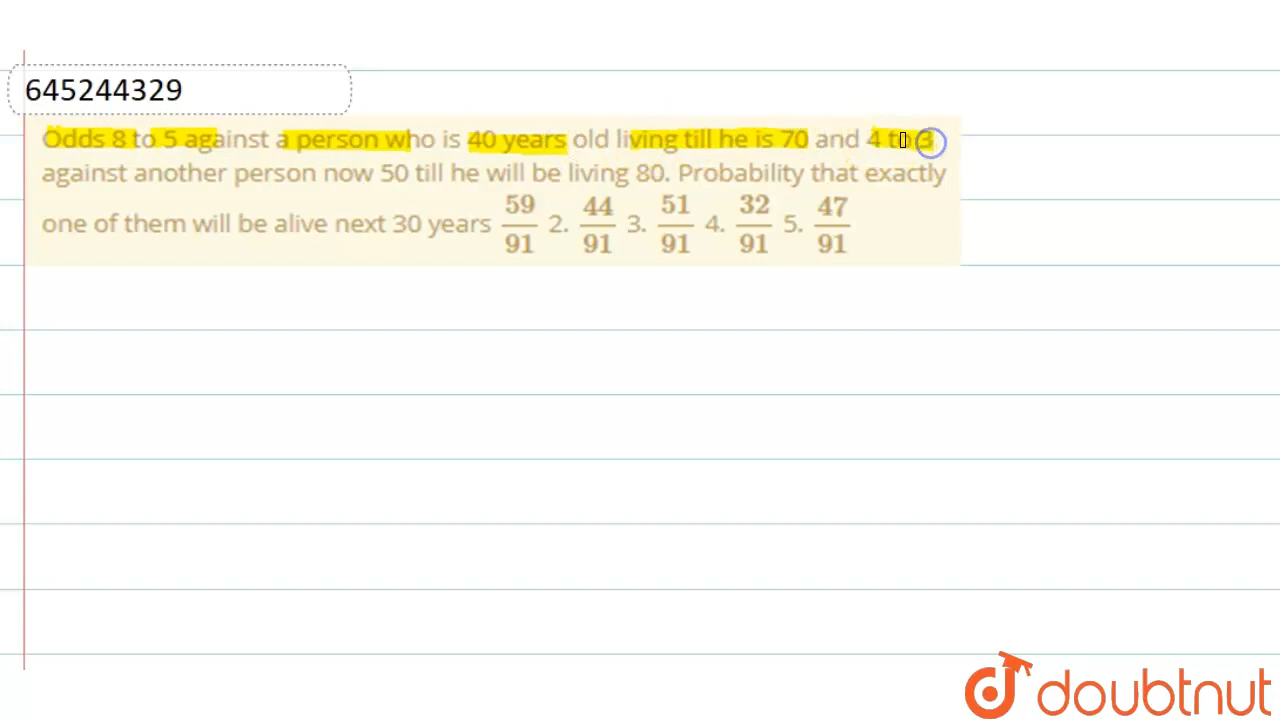 645244329
Odds 8 to 5 against a person who is 40 years old living till he is 70 and 4 to 3
against another person now 50 till he will be living 80. Probability that exactly
one of them will be alive next 30 years 59/91 2. 44/91 3. 51/91 4. 32/91 5. 47/91
doubtnut